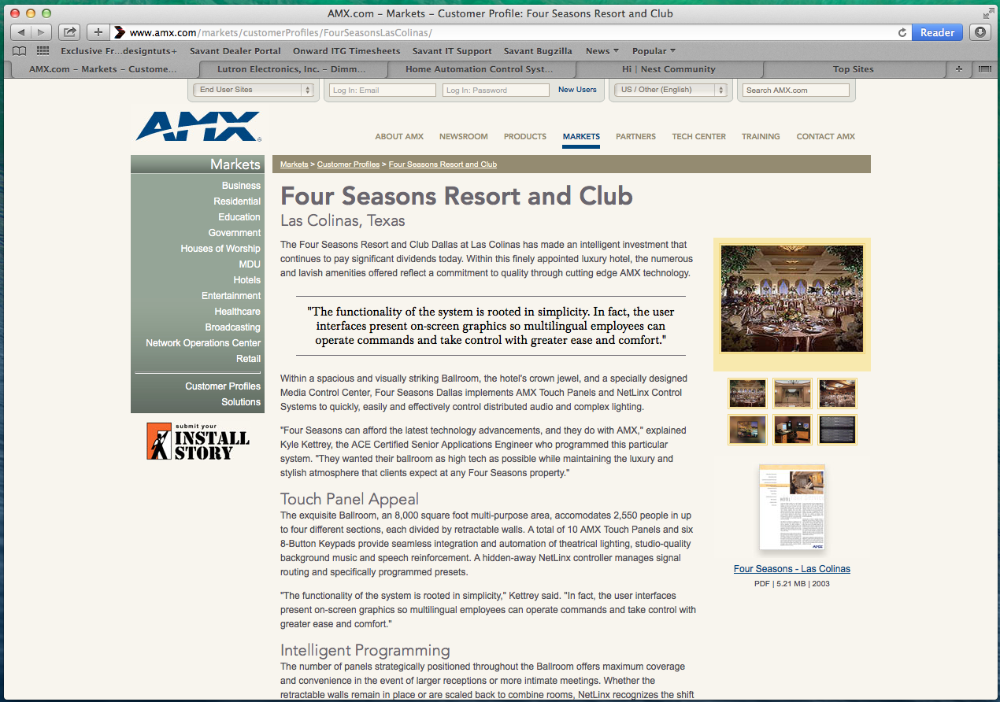 AMX.com – Markets – Customer Profile: Four Seasons Resort and Club
www.amx.com/markets/customerProfiles/FourSeasonsLasColinas/
Reader
Exclusive Fr...designtuts+ Savant Dealer Portal Onward ITG Timesheets Savant IT Support Savant Bugzilla News Popular
AMX.com – Markets – Custome... Lutron Electronics, Inc. – Dimm... Home Automation Control Syst... Hi | Nest Community Top Sites
End User Sites Log In: Email Log In: Password New Users US / Other (English) Search AMX.com
AMX
ABOUT AMX NEWSROOM PRODUCTS MARKETS PARTNERS TECH CENTER TRAINING CONTACT AMX
Markets
Business
Residential
Education
Government
Houses of Worship
MDU
Hotels
Entertainment
Healthcare
Broadcasting
Network Operations Center
Retail
Customer Profiles
Solutions
submit your
INSTALL
STORY
Markets > Customer Profiles > Four Seasons Resort and Club
Four Seasons Resort and Club
Las Colinas, Texas
The Four Seasons Resort and Club Dallas at Las Colinas has made an intelligent investment that
continues to pay significant dividends today. Within this finely appointed luxury hotel, the numerous
and lavish amenities offered reflect a commitment to quality through cutting edge AMX technology.
"The functionality of the system is rooted in simplicity. In fact, the user
interfaces present on-screen graphics so multilingual employees can
operate commands and take control with greater ease and comfort."
Within a spacious and visually striking Ballroom, the hotel's crown jewel, and a specially designed
Media Control Center, Four Seasons Dallas implements AMX Touch Panels and NetLinx Control
Systems to quickly, easily and effectively control distributed audio and complex lighting.
"Four Seasons can afford the latest technology advancements, and they do with AMX," explained
Kyle Kettrey, the ACE Certified Senior Applications Engineer who programmed this particular
system. "They wanted their ballroom as high tech as possible while maintaining the luxury and
stylish atmosphere that clients expect at any Four Seasons property."
Touch Panel Appeal
The exquisite Ballroom, an 8,000 square foot multi-purpose area, accomodates 2,550 people in up
to four different sections, each divided by retractable walls. A total of 10 AMX Touch Panels and six
8-Button Keypads provide seamless integration and automation of theatrical lighting, studio-quality
background music and speech reinforcement. A hidden-away NetLinx controller manages signal
routing and specifically programmed presets.
"The functionality of the system is rooted in simplicity," Kettrey said. "In fact, the user interfaces
present on-screen graphics so multilingual employees can operate commands and take control with
greater ease and comfort."
Intelligent Programming
The number of panels strategically positioned throughout the Ballroom offers maximum coverage
and convenience in the event of larger receptions or more intimate meetings. Whether the
retractable walls remain in place or are scaled back to combine rooms, NetLinx recognizes the shift
HOTEL
AMX
Four Seasons - Las Colinas
PDF | 5.21 MB | 2003